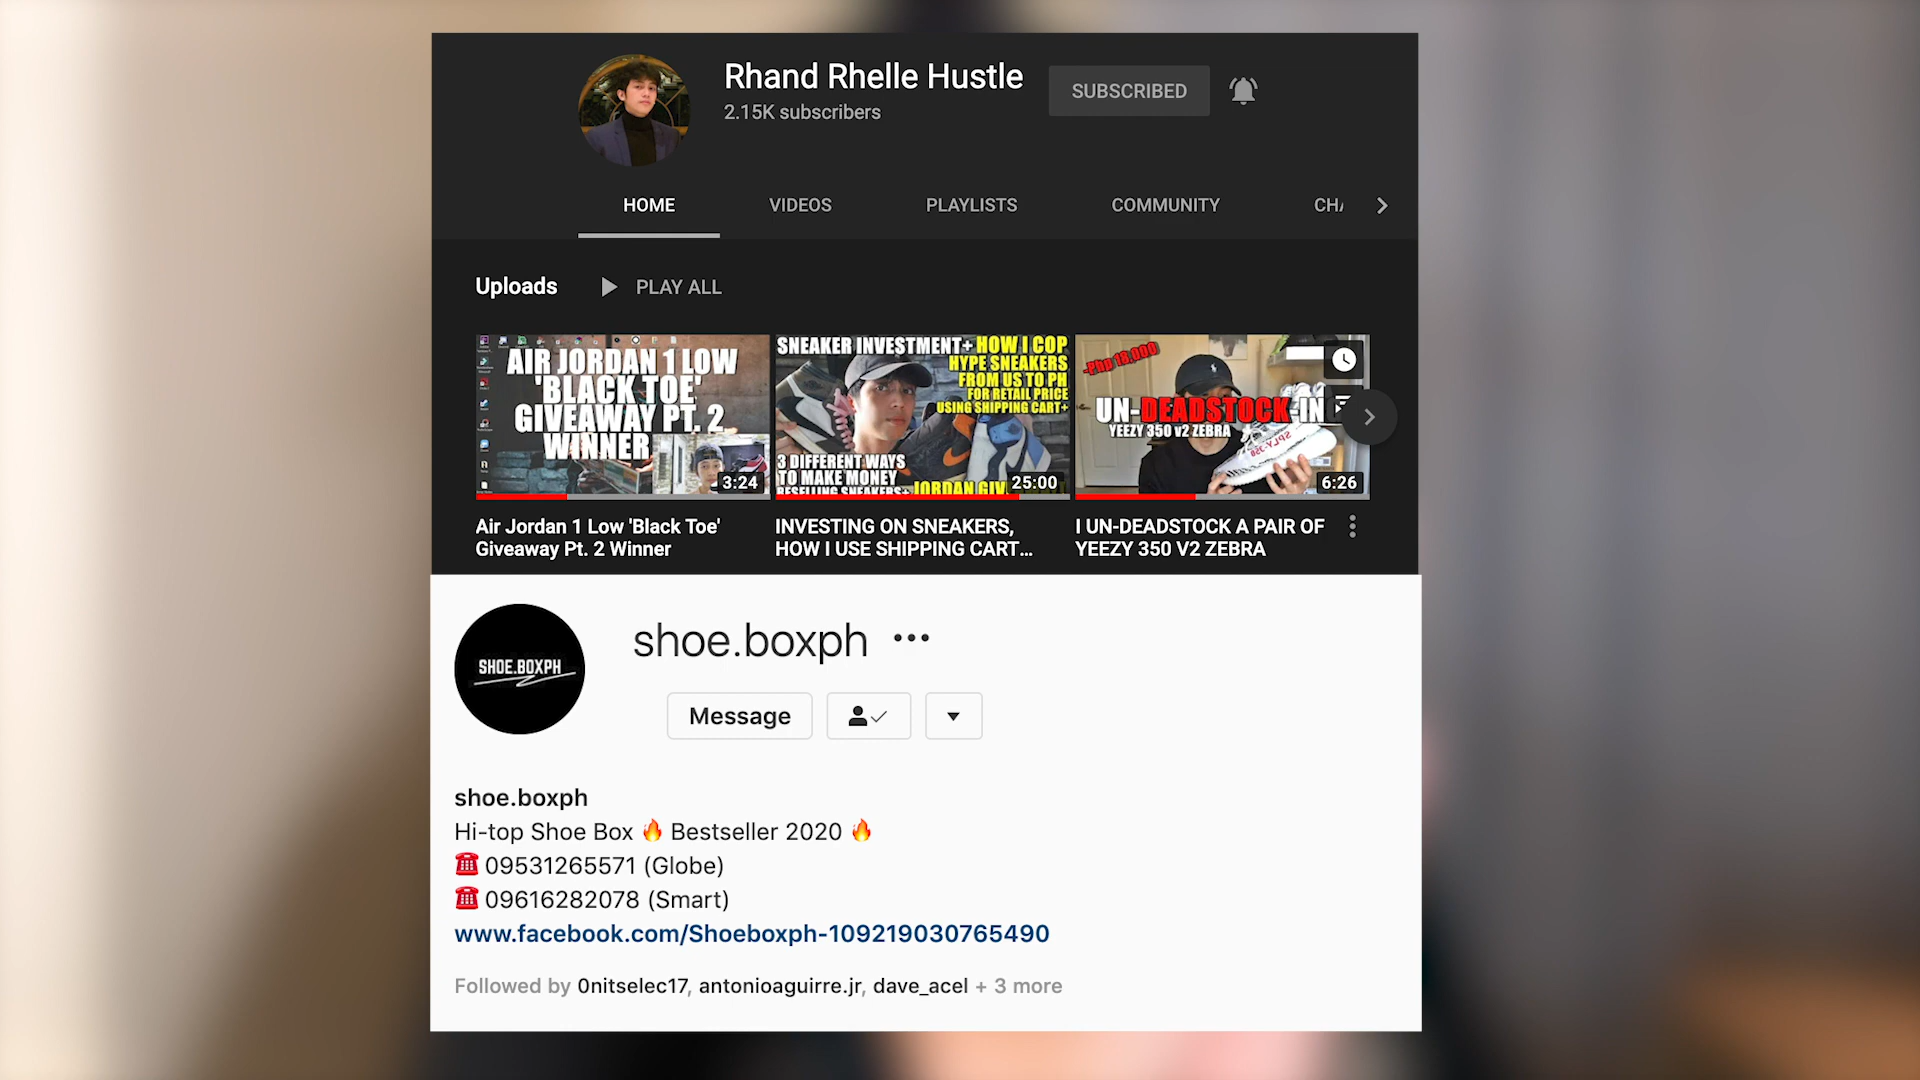 Rhand Rhelle Hustle
SUBSCRIBED
2.15K subscribers
HOME
VIDEOS
PLAYLISTS
COMMUNITY
Uploads
PLAY ALL
AIR JORDAN 1 LOW
'BLACK TOE'
GIVEAWAY PT. 2
WINNER
3:24
SNEAKER INVESTMENT+ HOW I COP
HYPE SNEAKERS
FROM US TO PH
FOR RETAIL PRICE
USING SHIPPING CART+
3 DIFFERENT WAYS
TO MAKE MONEY
RESELLING SNEAKERS+ JORDAN
25:00
-Php 18,000
UN-DEADSTOCK-IN
YEEZY 350 v2 ZEBRA
SPLY-350
6:26
Air Jordan 1 Low 'Black Toe'
Giveaway Pt. 2 Winner
INVESTING ON SNEAKERS,
HOW I USE SHIPPING CART...
I UN-DEADSTOCK A PAIR OF
YEEZY 350 V2 ZEBRA
SHOE.BOXPH
shoe.boxph
Message
shoe.boxph
Hi-top Shoe Box 🔥 Bestseller 2020 🔥
☎️ 09531265571 (Globe)
☎️ 09616282078 (Smart)
www.facebook.com/Shoeboxph-109219030765490
Followed by 0nitselec17, antonioaguirre.jr, dave_acel + 3 more